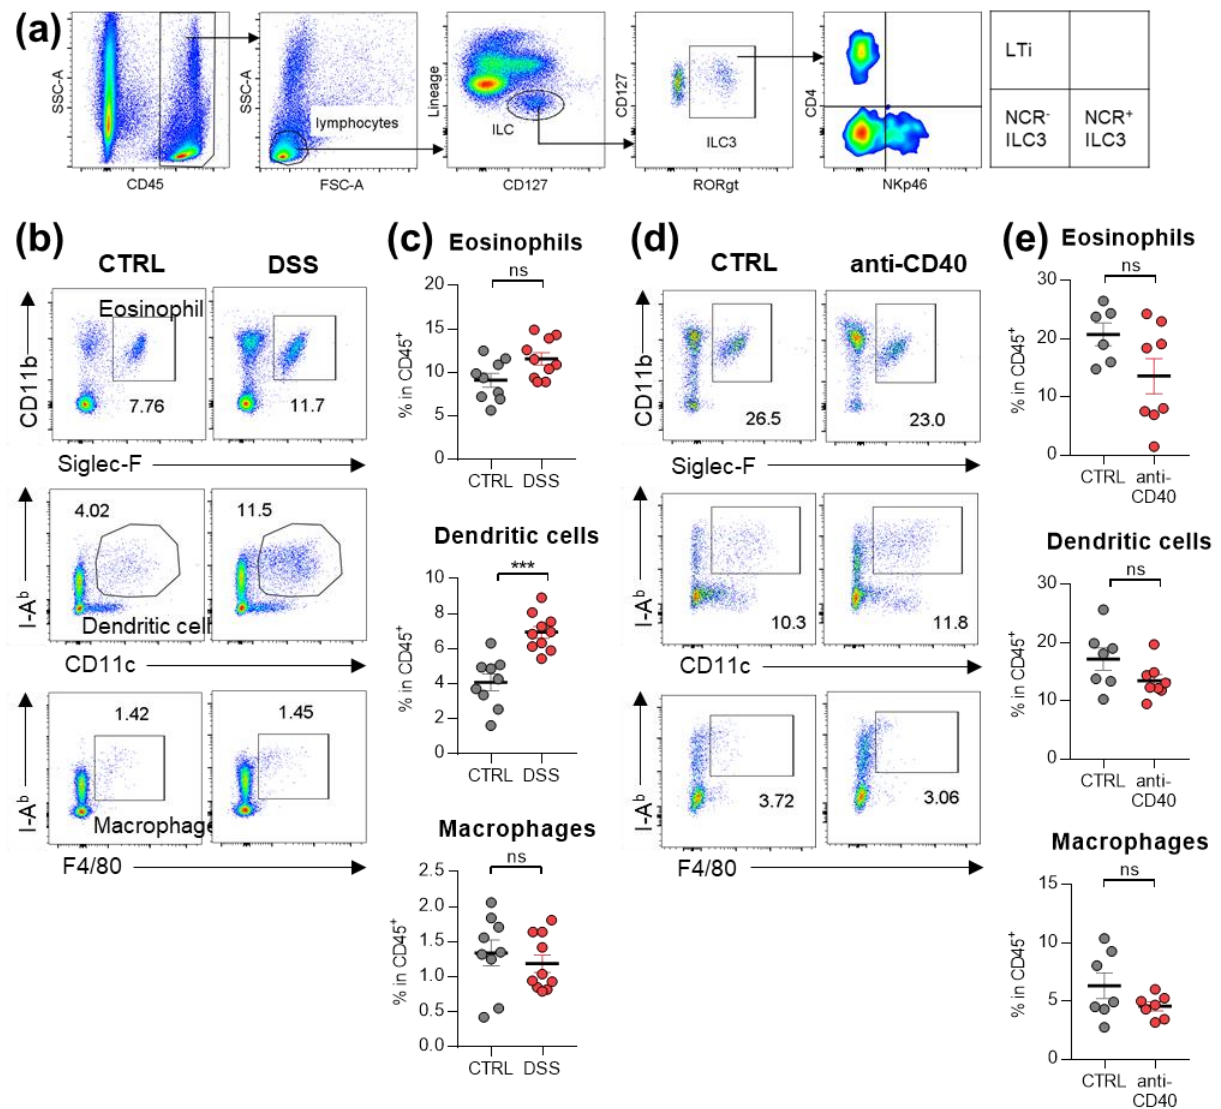 (a)
SSC-A
CD45
SSC-A
lymphocytes
FSC-A
Lineage
ILC
CD127
CD127
ILC3
RORgt
CD4
NKp46
LTi
NCR-
ILC3
NCR+
ILC3
(b)
CTRL
DSS
CD11b
Eosinophil
7.76
11.7
Siglec-F
4.02
11.5
I-Ab
Dendritic cell
CD11c
1.42
1.45
I-Ab
Macrophage
F4/80
(c)
Eosinophils
ns
% in CD45+
20
15
10
5
0
CTRL DSS
Dendritic cells
***
% in CD45+
10
8
6
4
2
0
CTRL DSS
Macrophages
ns
% in CD45+
2.5
2.0
1.5
1.0
0.5
0.0
CTRL DSS
(d)
CTRL
anti-CD40
CD11b
26.5
23.0
Siglec-F
I-Ab
10.3
11.8
CD11c
I-Ab
3.72
3.06
F4/80
(e)
Eosinophils
ns
% in CD45+
30
20
10
0
CTRL anti-
CD40
Dendritic cells
ns
% in CD45+
30
20
10
0
CTRL anti-
CD40
Macrophages
ns
% in CD45+
15
10
5
0
CTRL anti-
CD40